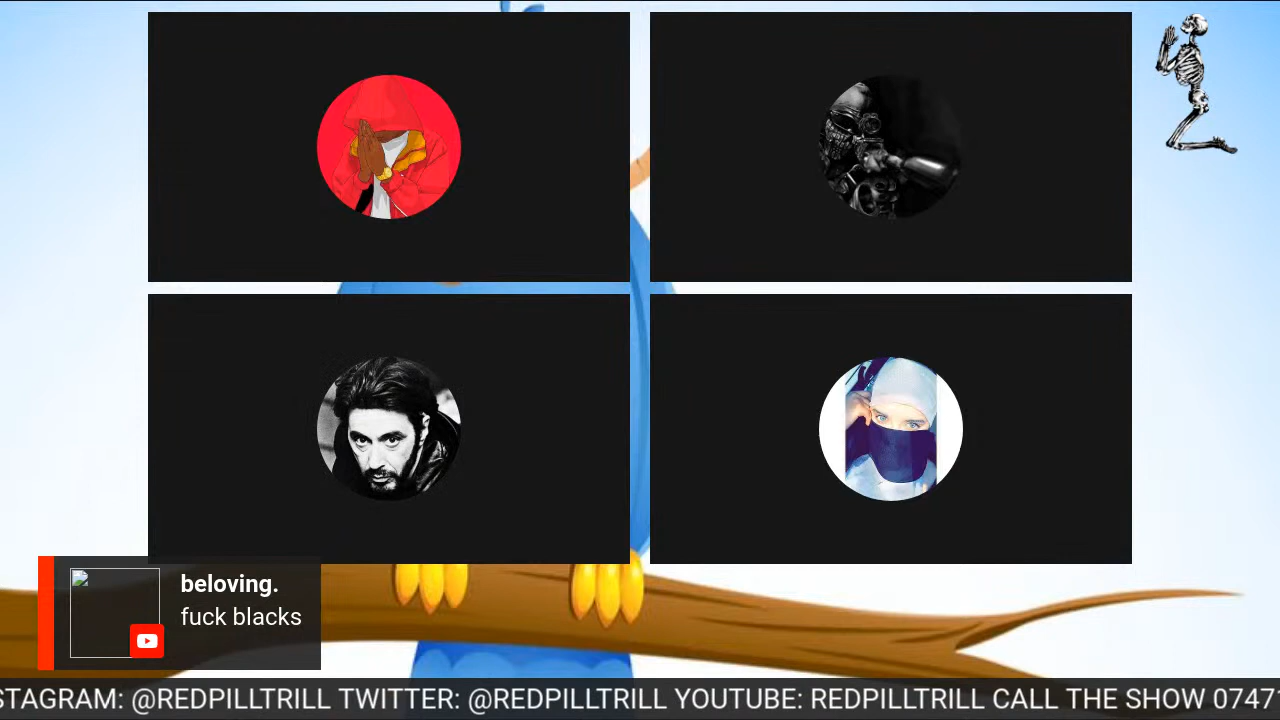 beloving.
fuck blacks
STAGRAM: @REDPILLTRILL TWITTER: @REDPILLTRILL YOUTUBE: REDPILLTRILL CALL THE SHOW 0747